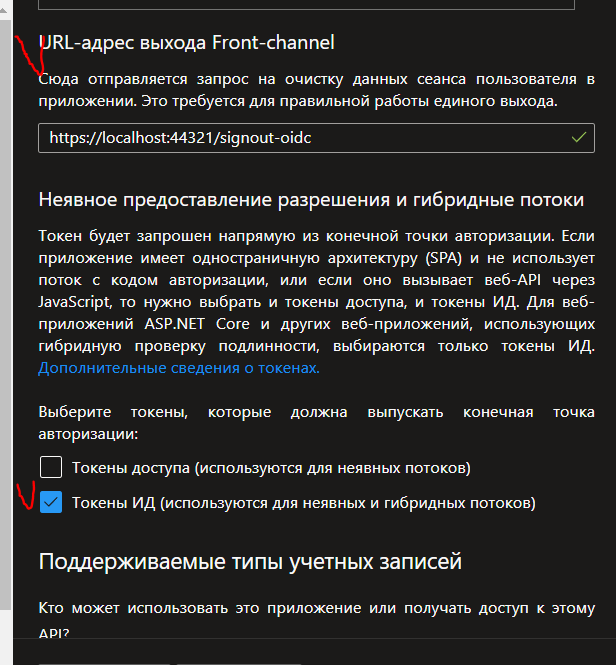 URL-адрес выхода Front-channel
Сюда отправляется запрос на очистку данных сеанса пользователя в
приложении. Это требуется для правильной работы единого выхода.
https://localhost:44321/signout-oidc
Неявное предоставление разрешения и гибридные потоки
Токен будет запрошен напрямую из конечной точки авторизации. Если
приложение имеет одностраничную архитектуру (SPA) и не использует
поток с кодом авторизации, или если оно вызывает веб-API через
JavaScript, то нужно выбрать и токены доступа, и токены ИД. Для веб-
приложений ASP.NET Core и других веб-приложений, использующих
гибридную проверку подлинности, выбираются только токены ИД.
Дополнительные сведения о токенах.
Выберите токены, которые должна выпускать конечная точка
авторизации:
Токены доступа (используются для неявных потоков)
Токены ИД (используются для неявных и гибридных потоков)
Поддерживаемые типы учетных записей
Кто может использовать это приложение или получать доступ к этому
API?